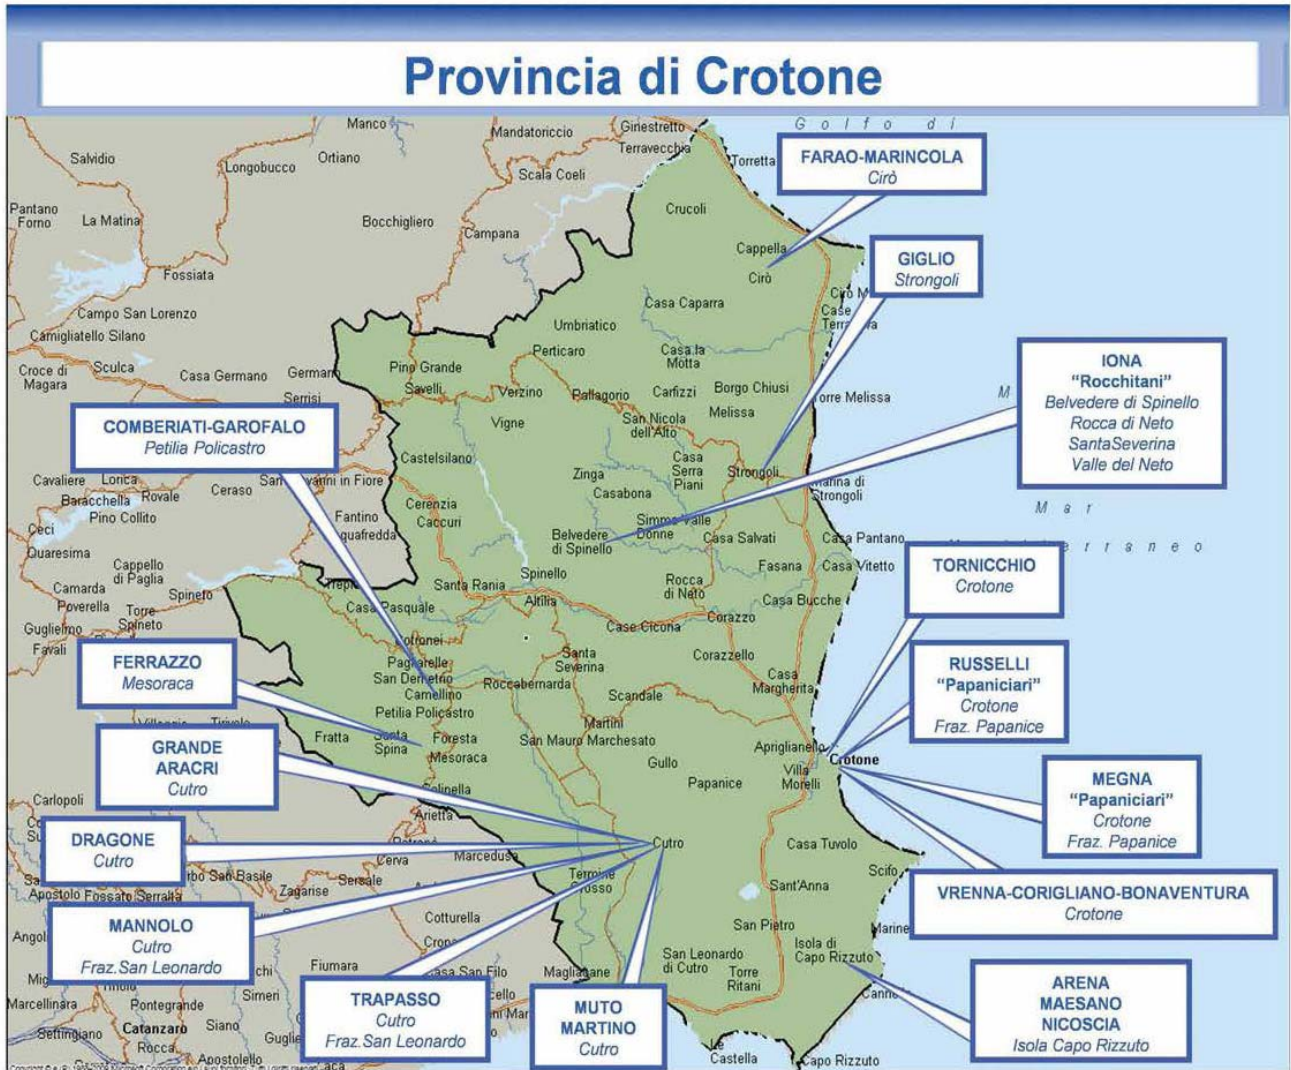 Provincia di Crotone
Manco
Mandatoriccio
Ginestretto
Golfo di
Salvidio
Longobucco
Ortiano
Terravecchia
Torretta
FARAO-MARINCOLA
Cirò
Scala Coeli
Pantano
Forno
La Matina
Bocchigliero
Campana
Crucoli
Cappella
Cirò
GIGLIO
Strongoli
Fossiata
Casa Caparra
Campo San Lorenzo
Camigliatello Silano
Umbriatico
Perticaro
Casa la
Motta
Croce di
Magara
Sculca
Casa Germano
Serrisi
Pino Grande
Savelli
Verzino
Pallagorio
Carfizzi
Borgo Chiusi
Melissa
Torre Melissa
IONA
“Rocchitani”
Belvedere di Spinello
Rocca di Neto
SantaSeverina
Valle del Neto
Vigne
San Nicola
dell'Alto
COMBERIATI-GAROFALO
Petilia Policastro
Castelsilano
Casa
Serra
Piani
Strongoli
Marina di
Strongoli
Zinga
Casabona
Cavaliere
Lorica
Baracchella
Rovale
Ceraso
Pino Collito
Fantino
Cerenzia
Caccuri
Mar
Ceci
Quaresima
Belvedere
di Spinello
Casa Salvati
Casa Pantano
Fasana
Casa Vitetto
TORNICCHIO
Crotone
Cappello
di Paglia
Camarda
Poverella
Torre
Spineto
Spineto
Guglielmo
Favali
Santa Rania
Spinello
Altilia
Rocca
di Neto
Casa Bucche
Casa Pasquale
Case Cicona
Corazzo
Corazzello
Cotronei
Pagliarelle
San Demetrio
Camellino
Santa
Severina
Roccabernarda
Scandale
Casa
Margherita
RUSSELLI
“Papaniciari”
Crotone
Fraz. Papanice
FERRAZZO
Mesoraca
Petilia Policastro
Fratta
Santa
Spina
Foresta
Mesoraca
Martini
San Mauro Marchesato
Gullo
Papanice
Apriglianello
Villa
Morelli
Crotone
GRANDE
ARACRI
Cutro
MEGNA
“Papaniciari”
Crotone
Fraz. Papanice
Carlopoli
Arietta
DRAGONE
Cutro
Cerva
Cutro
Casa Tuvolo
Scifo
Zagarise
Sersale
Apostolo
Fossato Serralta
Termine
Grosso
Sant'Anna
VRENNA-CORIGLIANO-BONAVENTURA
Crotone
MANNOLO
Cutro
Fraz.San Leonardo
Cotturella
San Pietro
Isola di
Capo Rizzuto
Fiumara
Simeri
San Leonardo
di Cutro
Torre
Ritani
Marcellinara
Pontegrande
Settingiano
Catanzaro
Siano
Rocca
Apostolello
TRAPASSO
Cutro
Fraz.San Leonardo
MUTO
MARTINO
Cutro
ARENA
MAESANO
NICOSCIA
Isola Capo Rizzuto
Le
Castella
Capo Rizzuto